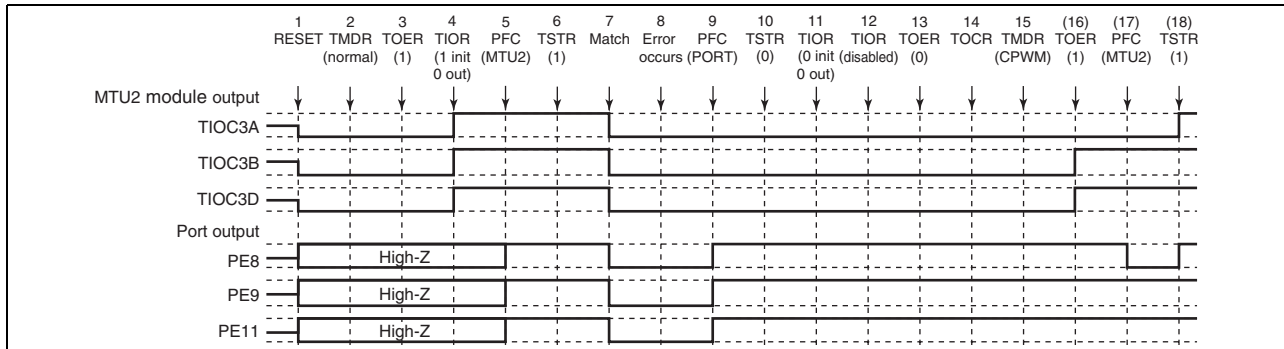 1 2 3 4 5 6 7 8 9 10 11 12 13 14 15 (16) (17) (18)
RESET TMDR TOER TIOR PFC TSTR Match Error PFC TSTR TIOR TIOR TOER TOCR TMDR TOER PFC TSTR
(normal) (1) (1 init (MTU2) (1) occurs (PORT) (0) (0 init (disabled) (0) (CPWM) (1) (MTU2) (1)
0 out) 0 out)
MTU2 module output
TIOC3A
TIOC3B
TIOC3D
Port output
PE8 High-Z
PE9 High-Z
PE11 High-Z